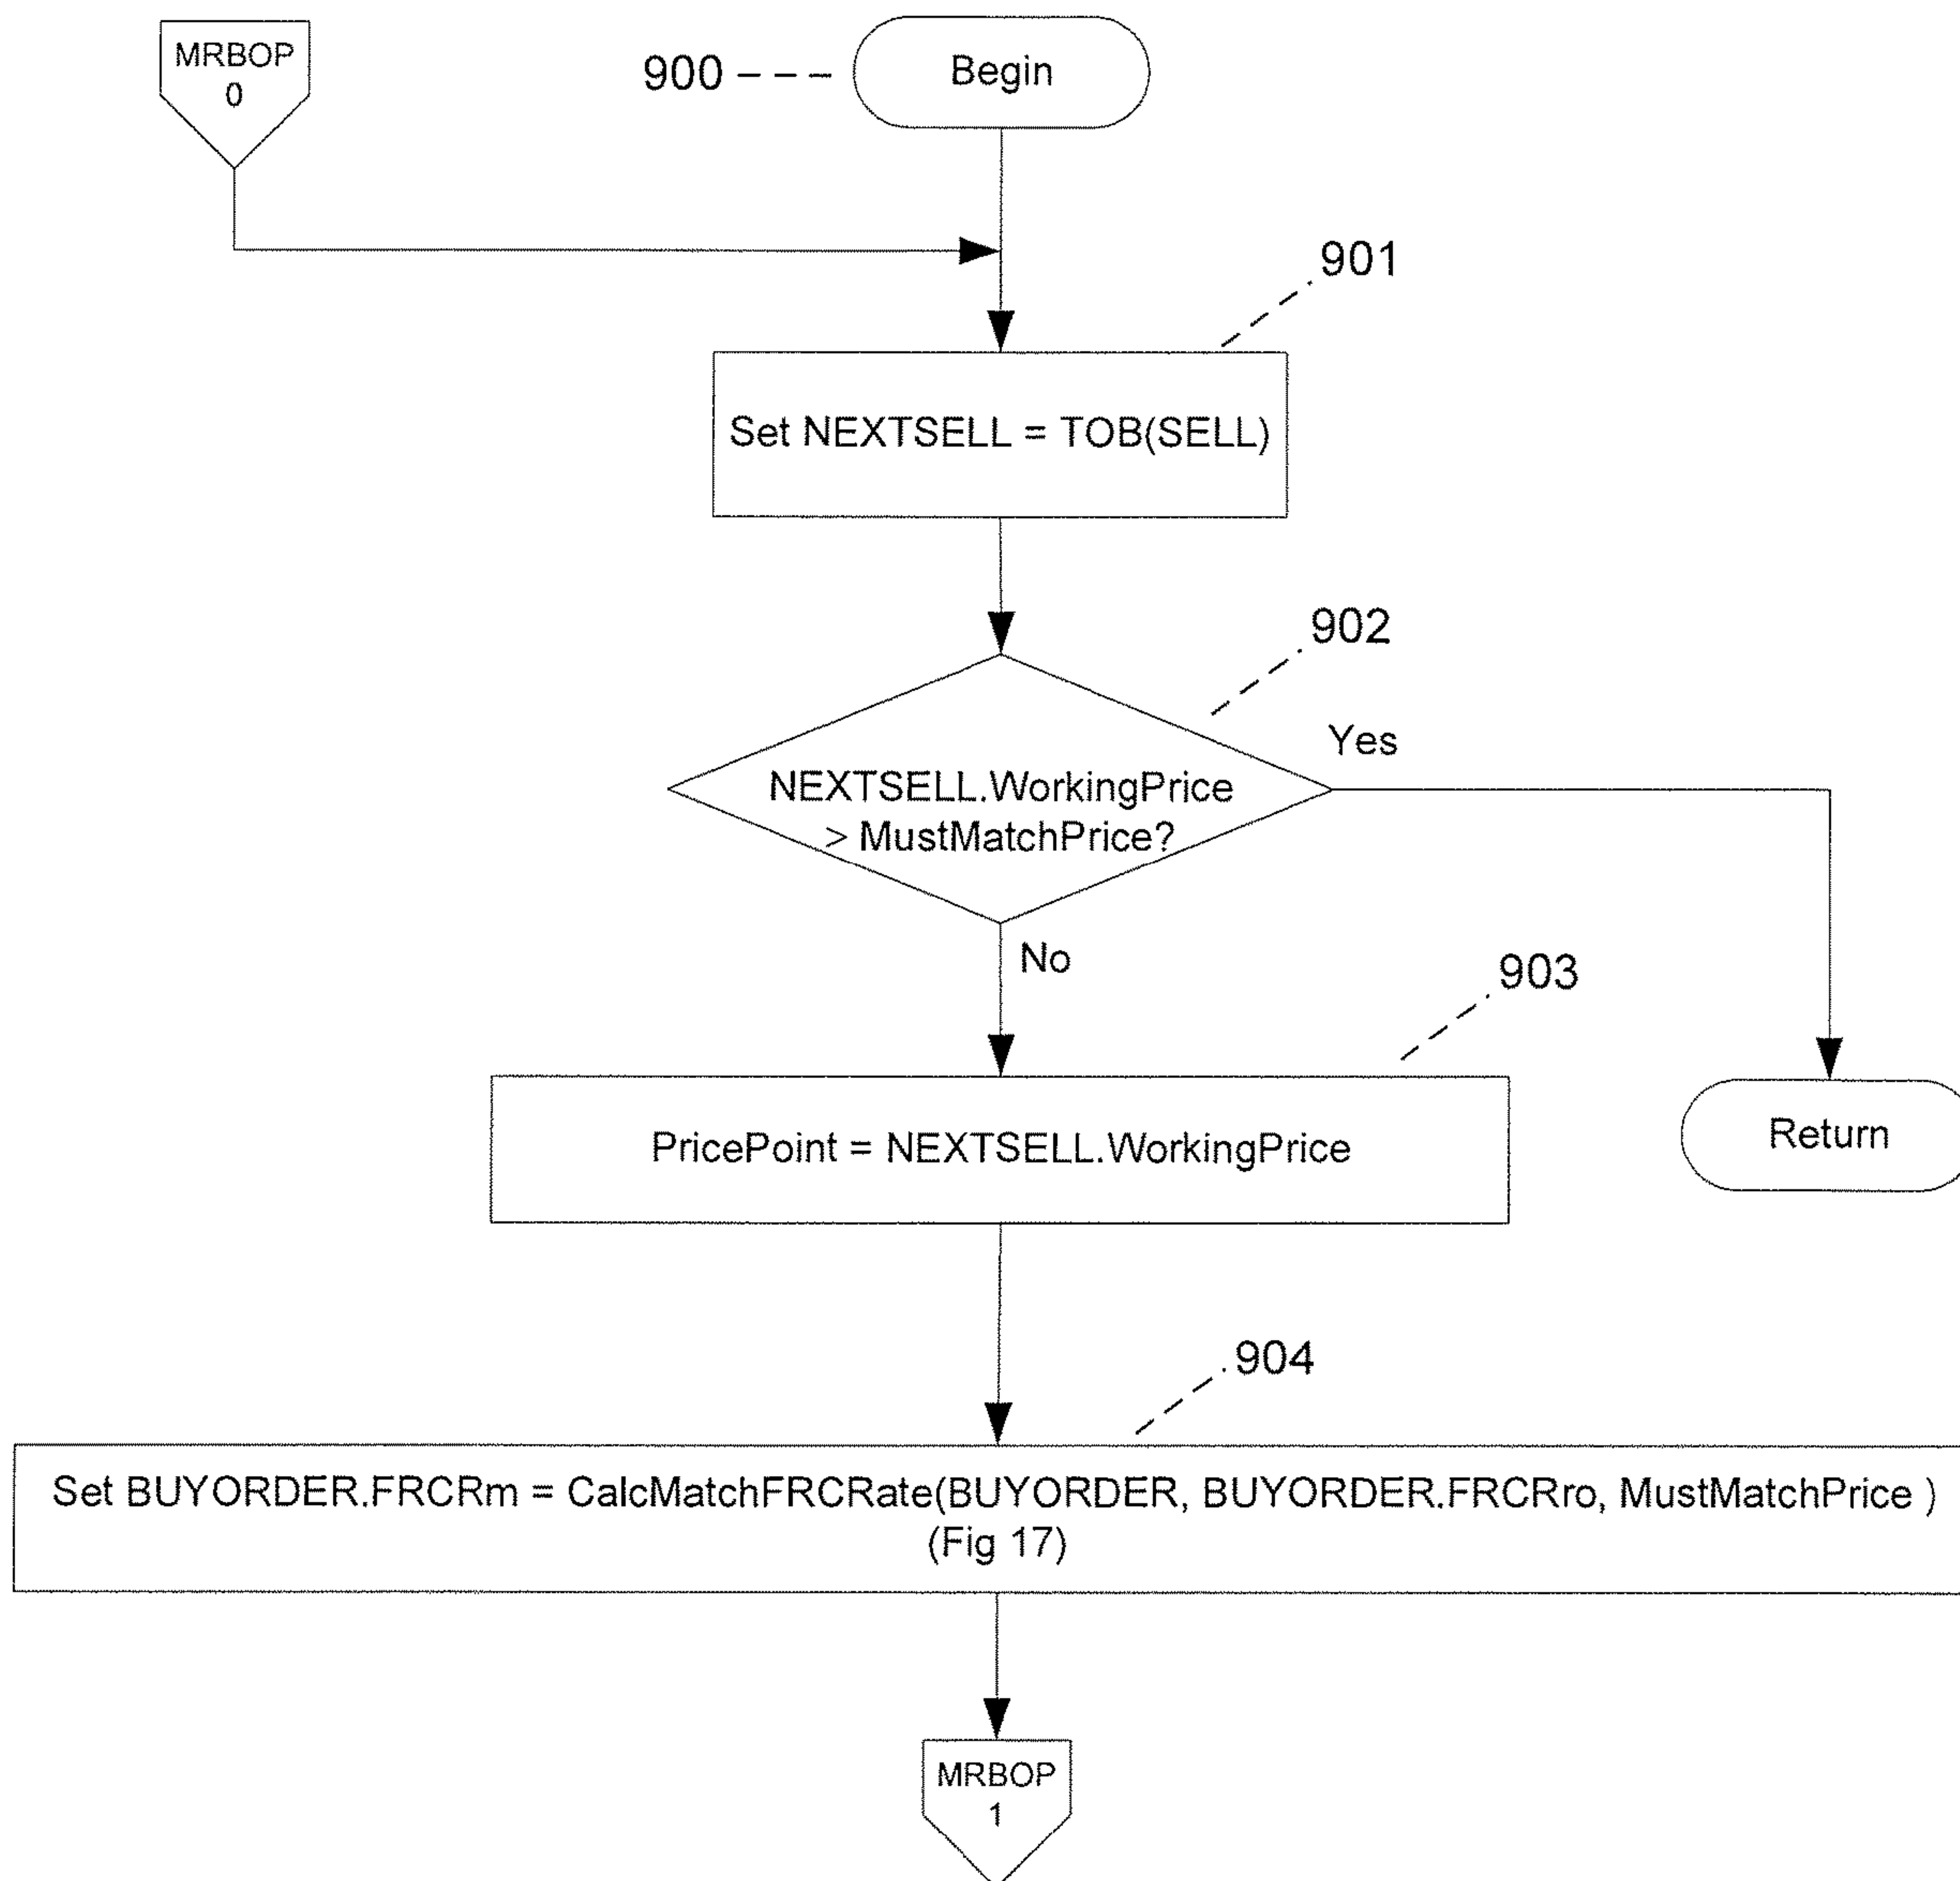 MRBOP
0
900
Begin
901
Set NEXTSELL = TOB(SELL)
902
Yes
NEXTSELL.WorkingPrice
> MustMatchPrice?
No
903
PricePoint = NEXTSELL.WorkingPrice
Return
904
Set BUYORDER.FRCRm = CalcMatchFRCRate(BUYORDER, BUYORDER.FRCRro, MustMatchPrice )
(Fig 17)
MRBOP
1